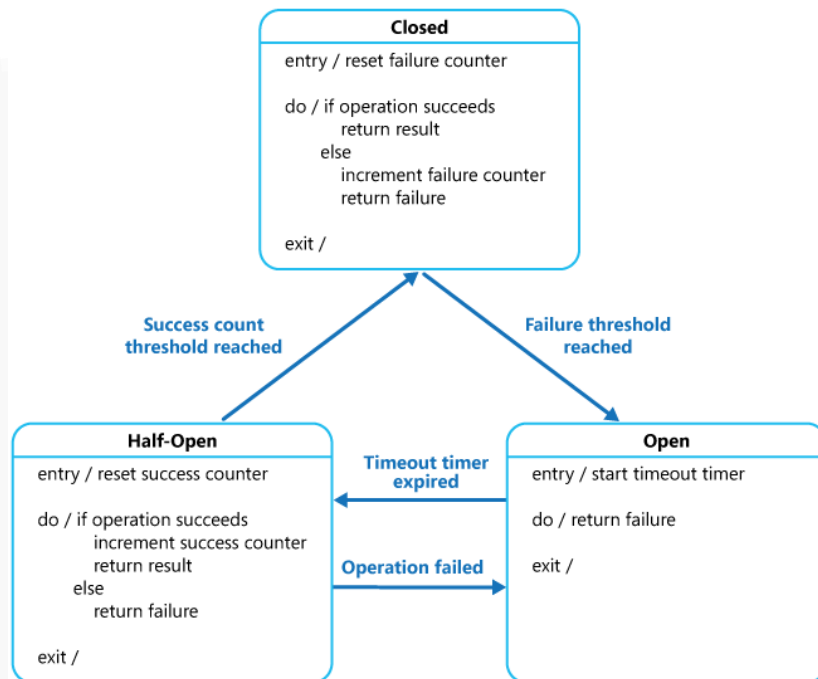 Closed
entry / reset failure counter
do / if operation succeeds
return result
else
increment failure counter
return failure
exit /
Success count
threshold reached
Failure threshold
reached
Half-Open
entry / reset success counter
do / if operation succeeds
increment success counter
return result
else
return failure
exit /
Timeout timer
expired
Operation failed
Open
entry / start timeout timer
do / return failure
exit /